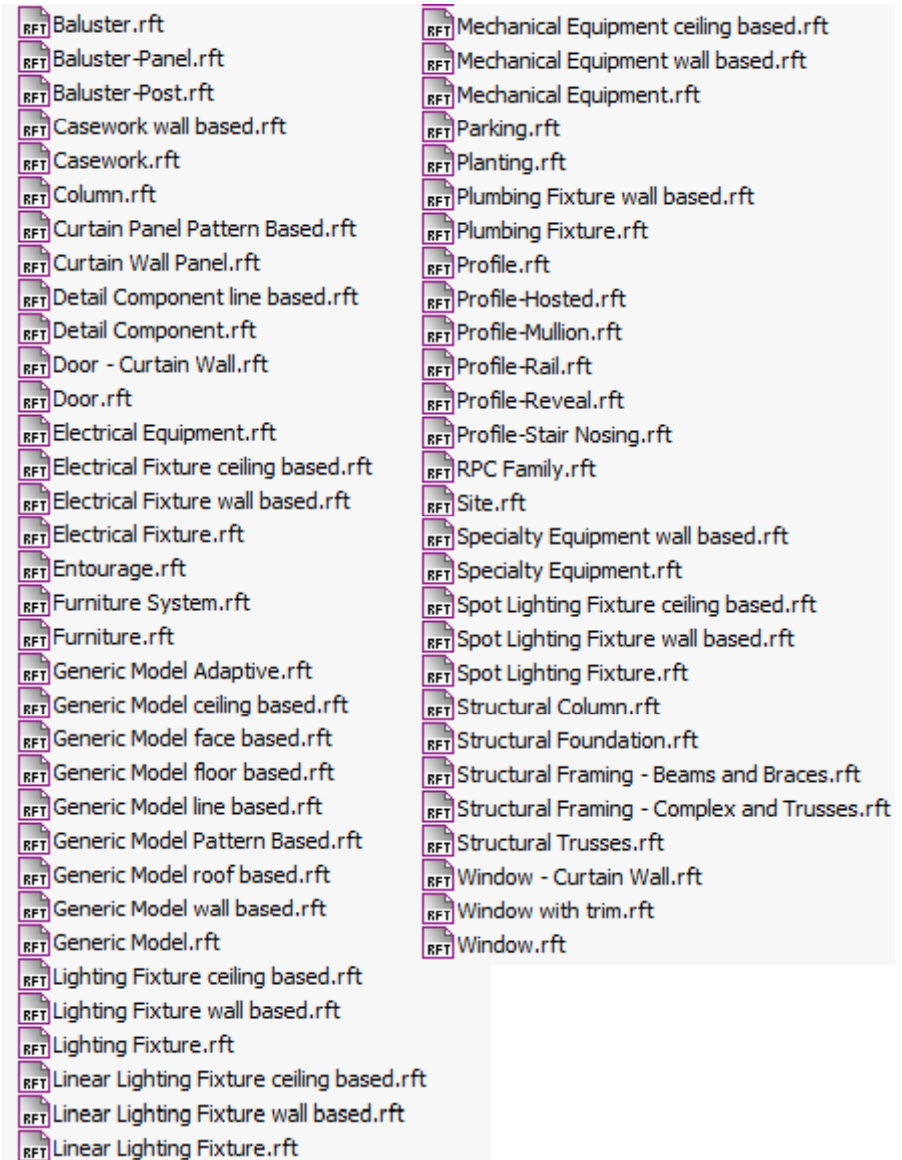 Baluster.rft
Baluster-Panel.rft
Baluster-Post.rft
Casework wall based.rft
Casework.rft
Column.rft
Curtain Panel Pattern Based.rft
Curtain Wall Panel.rft
Detail Component line based.rft
Detail Component.rft
Door - Curtain Wall.rft
Door.rft
Electrical Equipment.rft
Electrical Fixture ceiling based.rft
Electrical Fixture wall based.rft
Electrical Fixture.rft
Entourage.rft
Furniture System.rft
Furniture.rft
Generic Model Adaptive.rft
Generic Model ceiling based.rft
Generic Model face based.rft
Generic Model floor based.rft
Generic Model line based.rft
Generic Model Pattern Based.rft
Generic Model roof based.rft
Generic Model wall based.rft
Generic Model.rft
Lighting Fixture ceiling based.rft
Lighting Fixture wall based.rft
Lighting Fixture.rft
Linear Lighting Fixture ceiling based.rft
Linear Lighting Fixture wall based.rft
Linear Lighting Fixture.rft
Mechanical Equipment ceiling based.rft
Mechanical Equipment wall based.rft
Mechanical Equipment.rft
Parking.rft
Planting.rft
Plumbing Fixture wall based.rft
Plumbing Fixture.rft
Profile.rft
Profile-Hosted.rft
Profile-Mullion.rft
Profile-Rail.rft
Profile-Reveal.rft
Profile-Stair Nosing.rft
RPC Family.rft
Site.rft
Specialty Equipment wall based.rft
Specialty Equipment.rft
Spot Lighting Fixture ceiling based.rft
Spot Lighting Fixture wall based.rft
Spot Lighting Fixture.rft
Structural Column.rft
Structural Foundation.rft
Structural Framing - Beams and Braces.rft
Structural Framing - Complex and Trusses.rft
Structural Trusses.rft
Window - Curtain Wall.rft
Window with trim.rft
Window.rft